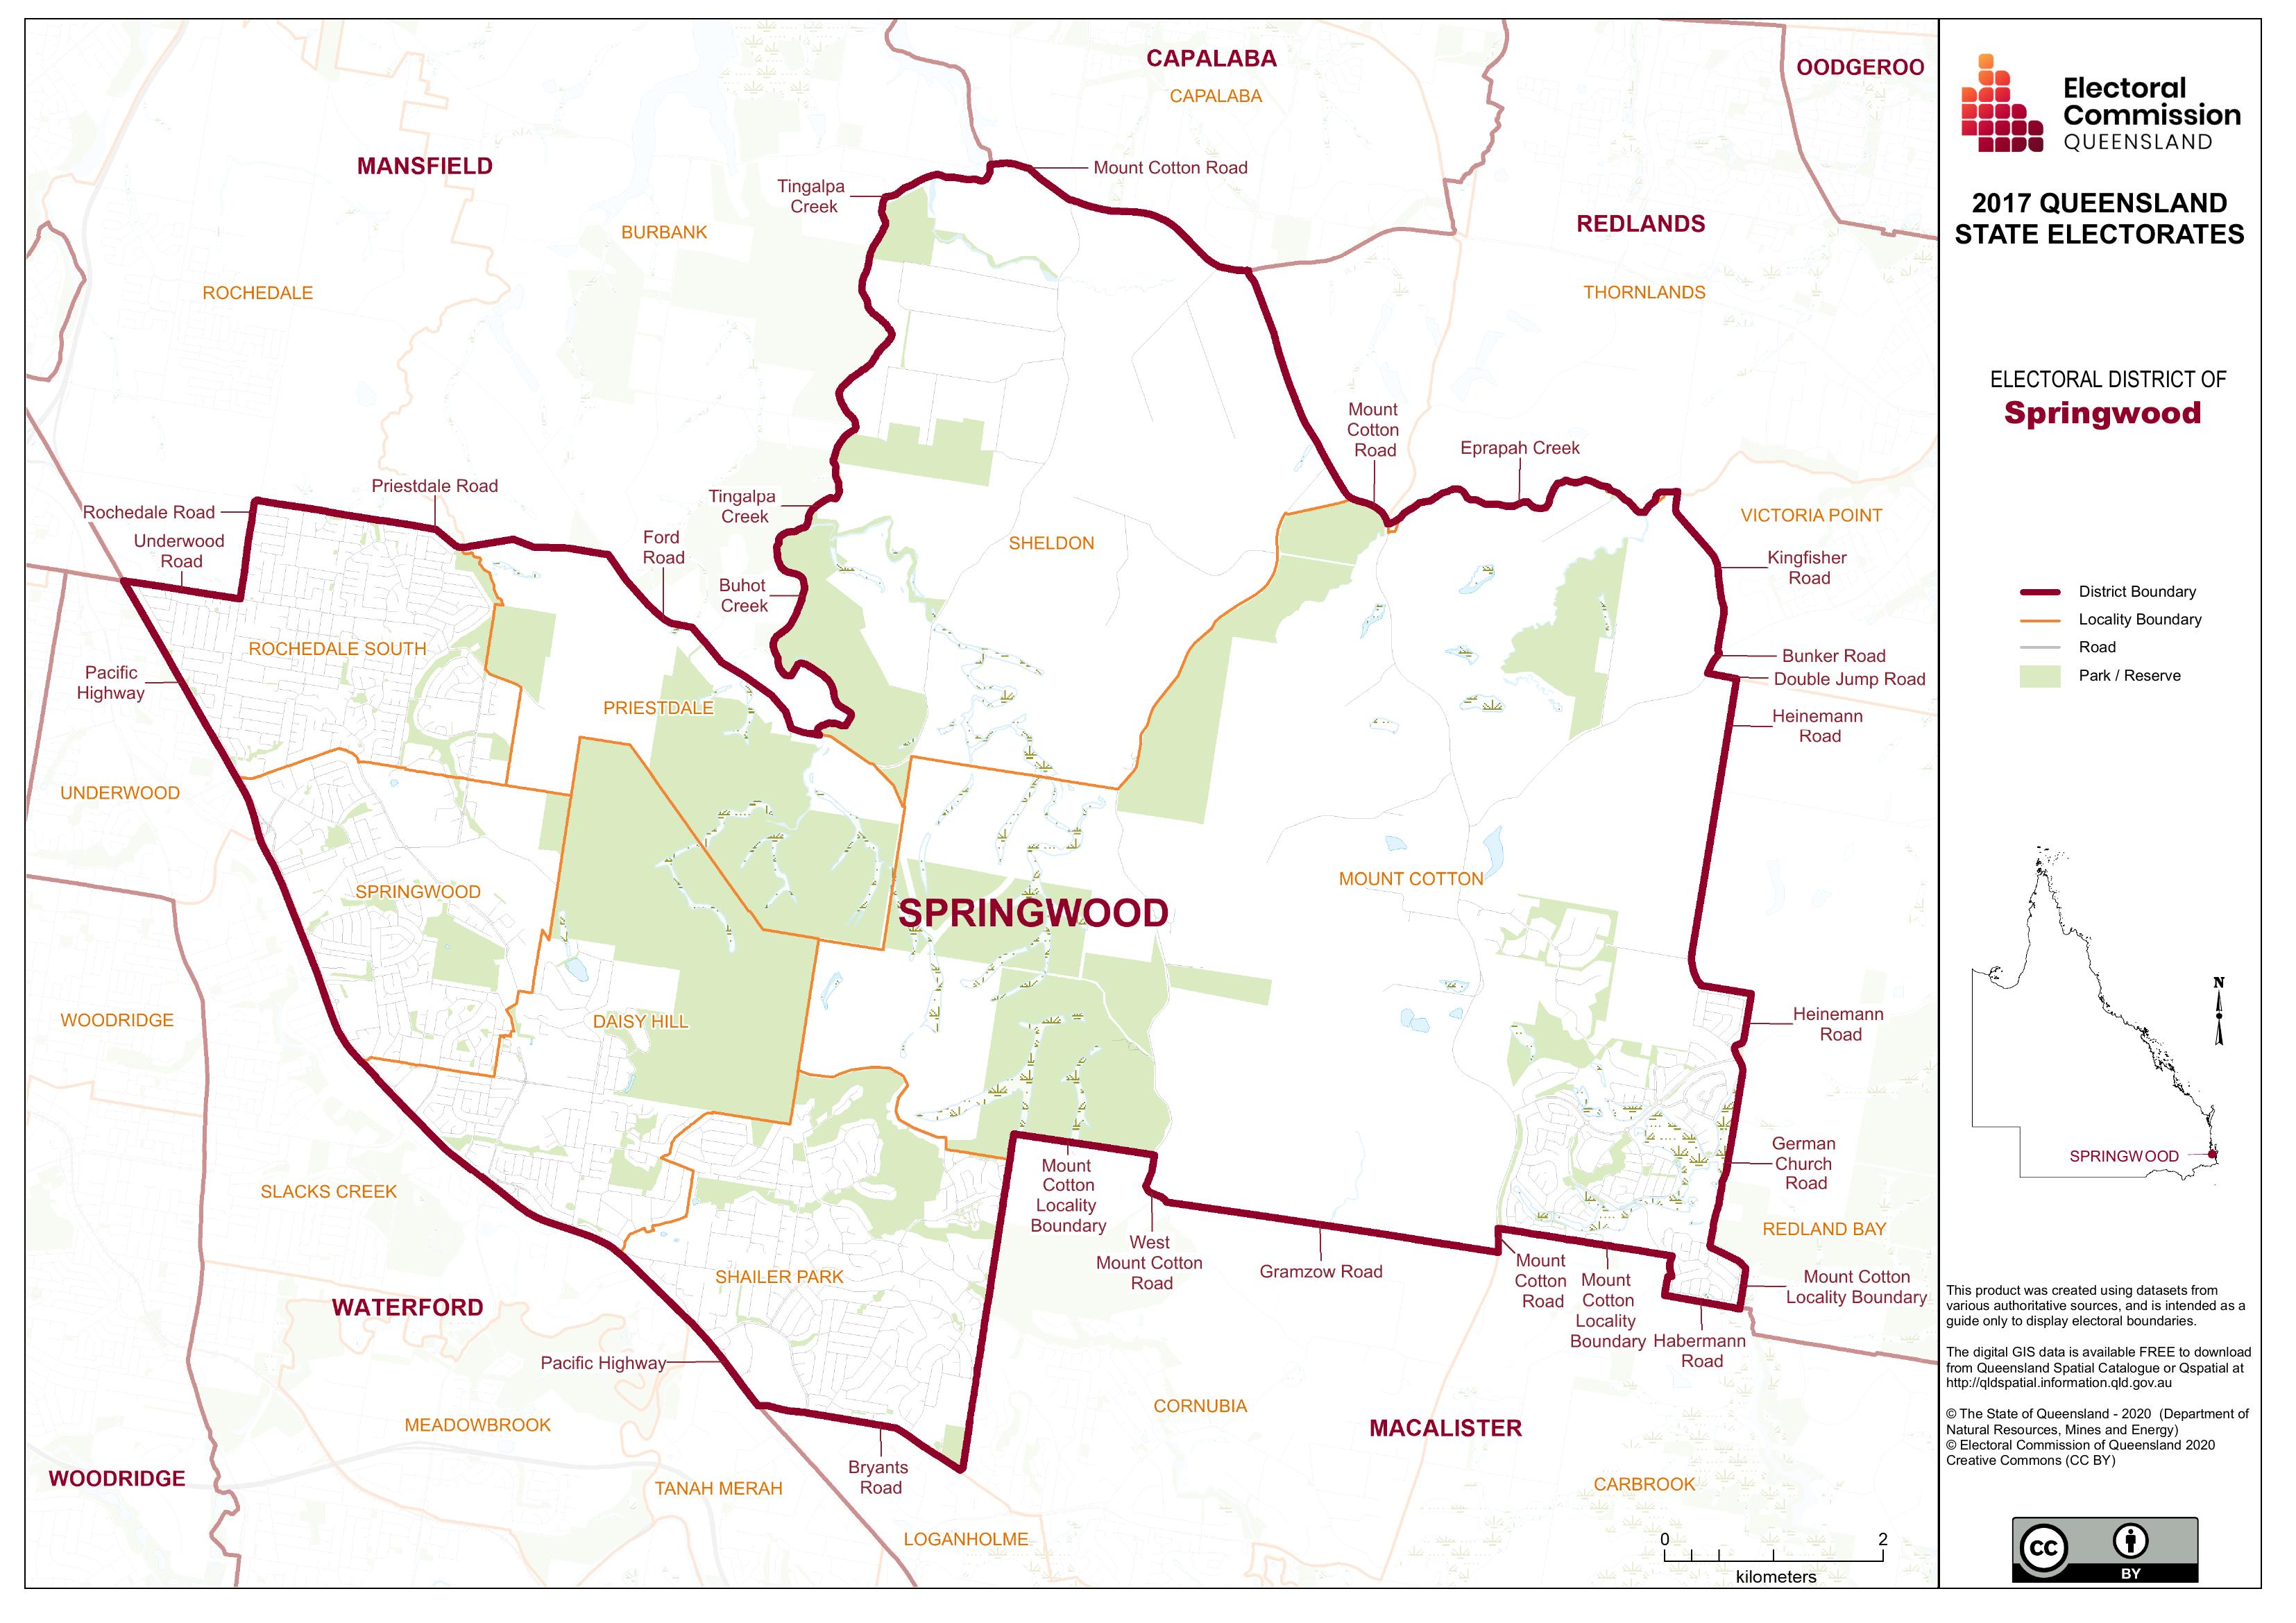 CAPALABA
CAPALABA
OODGEROO
MANSFIELD
Mount Cotton Road
Tingalpa
Creek
BURBANK
REDLANDS
ROCHEDALE
THORNLANDS
Mount
Cotton
Road
Eprapah Creek
Priestdale Road
Rochedale Road
Tingalpa
Creek
Underwood
Road
Ford
Road
SHELDON
VICTORIA POINT
Kingfisher
Road
Buhot
Creek
ROCHEDALE SOUTH
Bunker Road
Double Jump Road
Pacific
Highway
PRIESTDALE
Heinemann
Road
UNDERWOOD
SPRINGWOOD
MOUNT COTTON
SPRINGWOOD
WOODRIDGE
DAISY HILL
Heinemann
Road
German
Church
Road
Mount
Cotton
Locality
Boundary
SLACKS CREEK
REDLAND BAY
West
Mount Cotton
Road
Gramzow Road
Mount
Cotton
Road
Mount
Cotton
Locality
Boundary
Mount Cotton
Locality Boundary
SHAILER PARK
WATERFORD
Habermann
Road
Pacific Highway
CORNUBIA
MEADOWBROOK
MACALISTER
Bryants
Road
WOODRIDGE
TANAH MERAH
CARBROOK
LOGANHOLME
0 2
kilometers
Electoral
Commission
QUEENSLAND
2017 QUEENSLAND
STATE ELECTORATES
ELECTORAL DISTRICT OF
Springwood
District Boundary
Locality Boundary
Road
Park / Reserve
N
SPRINGWOOD
This product was created using datasets from
various authoritative sources, and is intended as a
guide only to display electoral boundaries.
The digital GIS data is available FREE to download
from Queensland Spatial Catalogue or Qspatial at
http://qldspatial.information.qld.gov.au
© The State of Queensland - 2020 (Department of
Natural Resources, Mines and Energy)
© Electoral Commission of Queensland 2020
Creative Commons (CC BY)
cc
BY